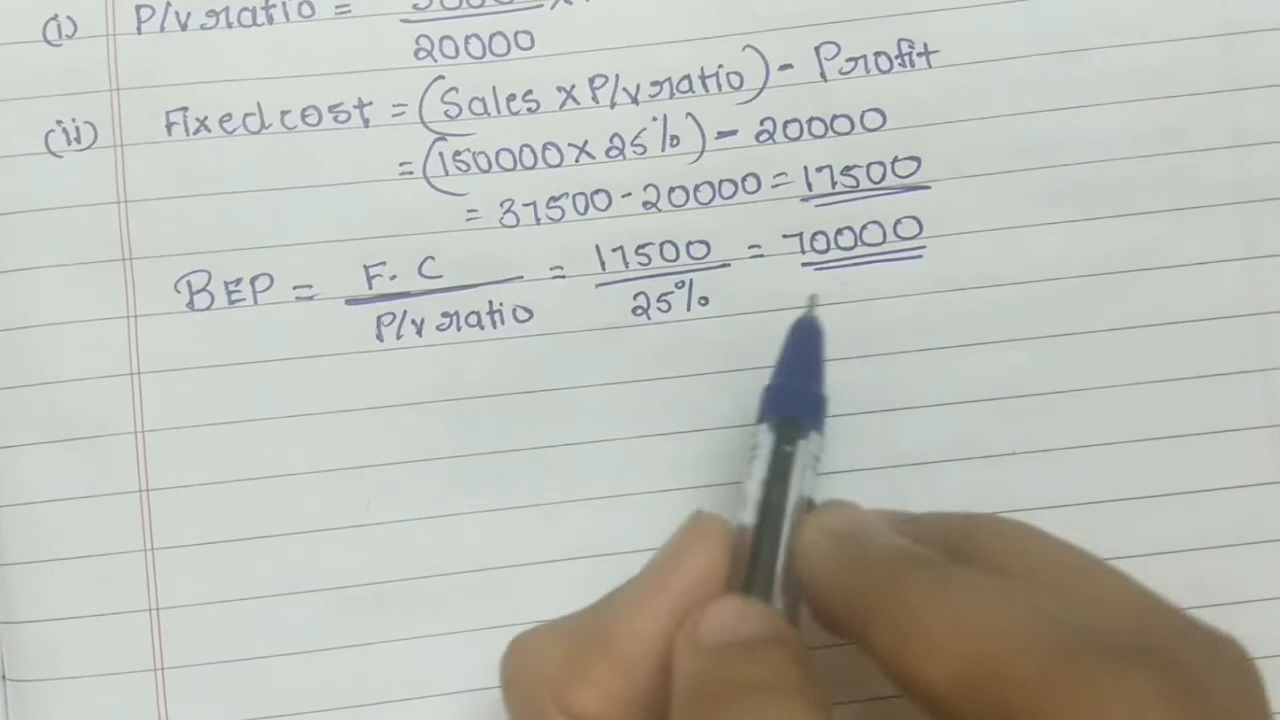 (i) P/v ratio =
20000
(ii) Fixed cost = (Sales × P/v ratio) - Profit
= (150000 × 25%) - 20000
= 37500 - 20000 = 17500
BEP = F.C / P/v ratio = 17500 / 25% = 70000